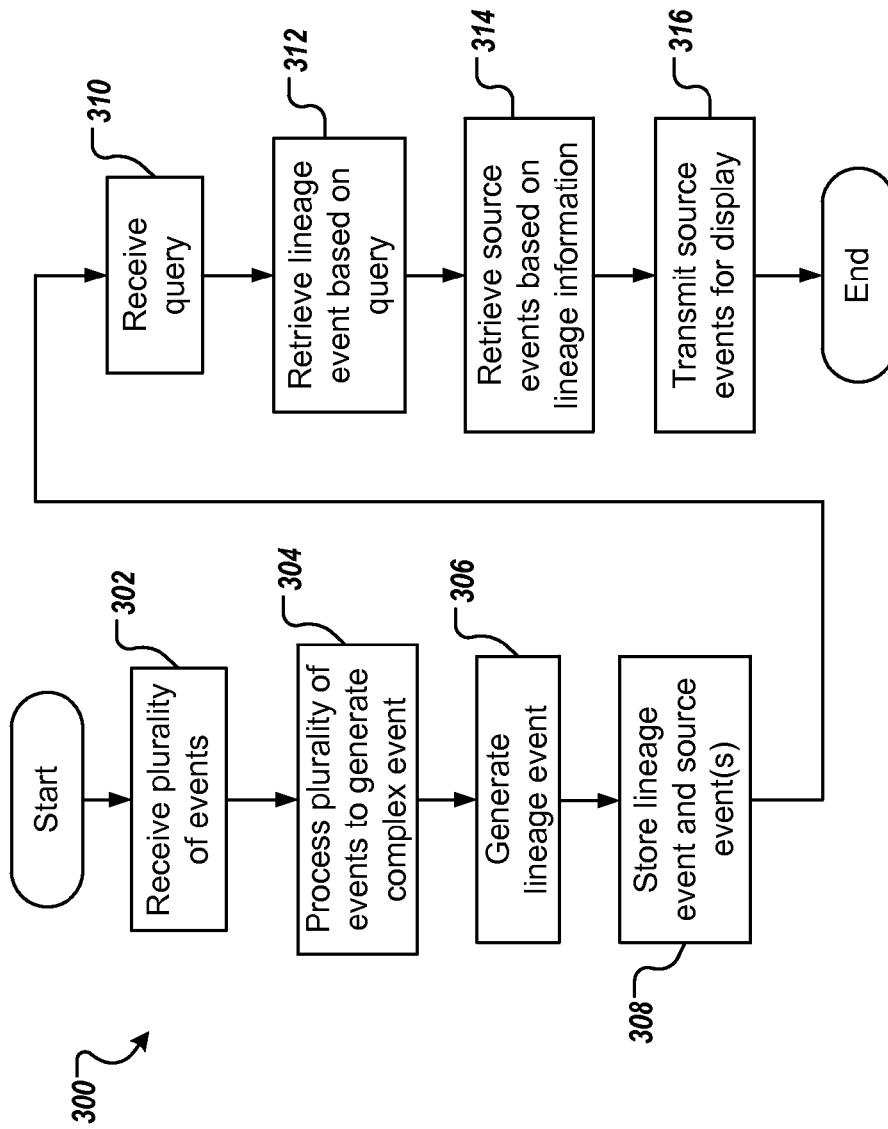 300
Start
302
Receive plurality
of events
304
Process plurality of
events to generate
complex event
306
Generate
lineage event
308
Store lineage
event and source
event(s)
310
Receive
query
312
Retrieve lineage
event based on
query
314
Retrieve source
events based on
lineage information
316
Transmit source
events for display
End